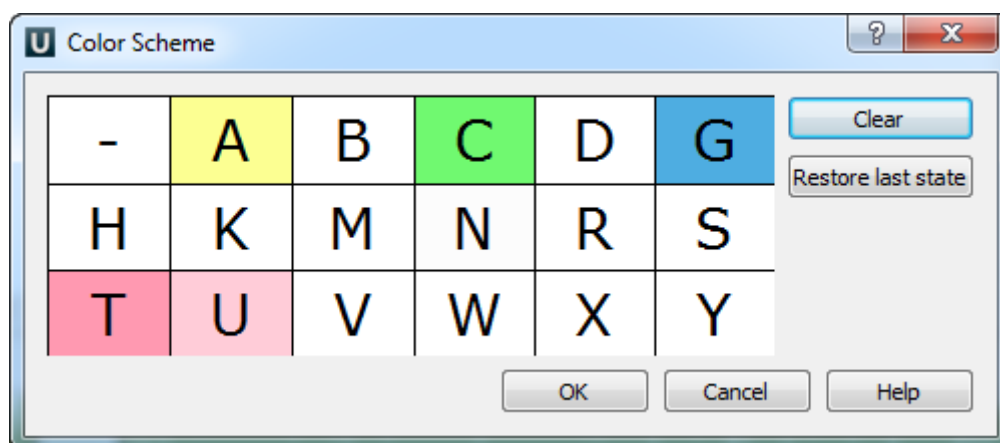 U Color Scheme ?
- A B C D G
Clear
Restore last state
H K M N R S
T U V W X Y
OK Cancel Help